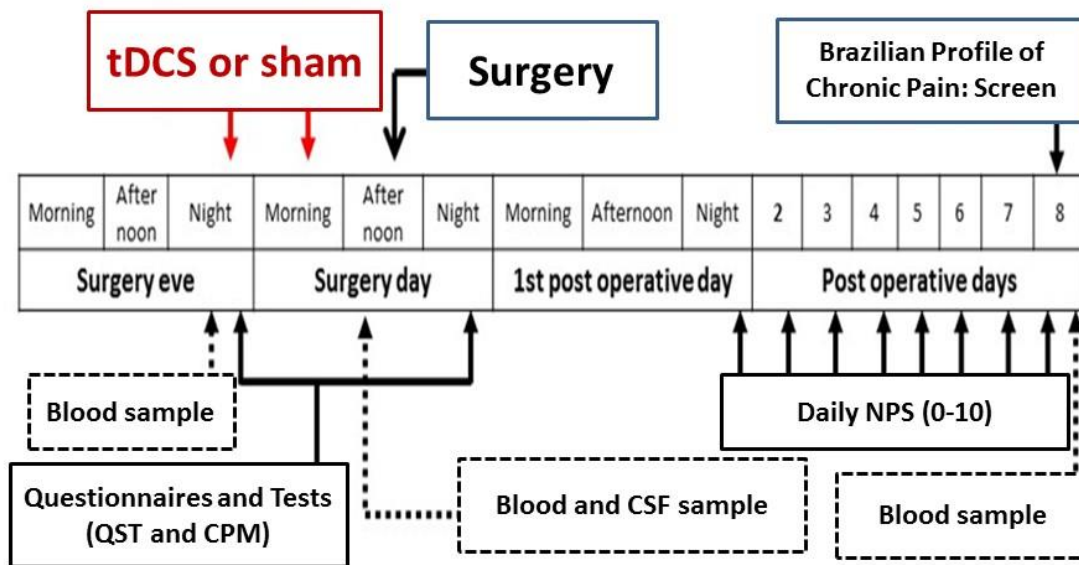 tDCS or sham
Surgery
Brazilian Profile of
Chronic Pain: Screen
Morning
After
noon
Night
Morning
After
noon
Night
Morning
Afternoon
Night
2
3
4
5
6
7
8
Surgery eve
Surgery day
1st post operative day
Post operative days
Blood sample
Daily NPS (0-10)
Questionnaires and Tests
(QST and CPM)
Blood and CSF sample
Blood sample